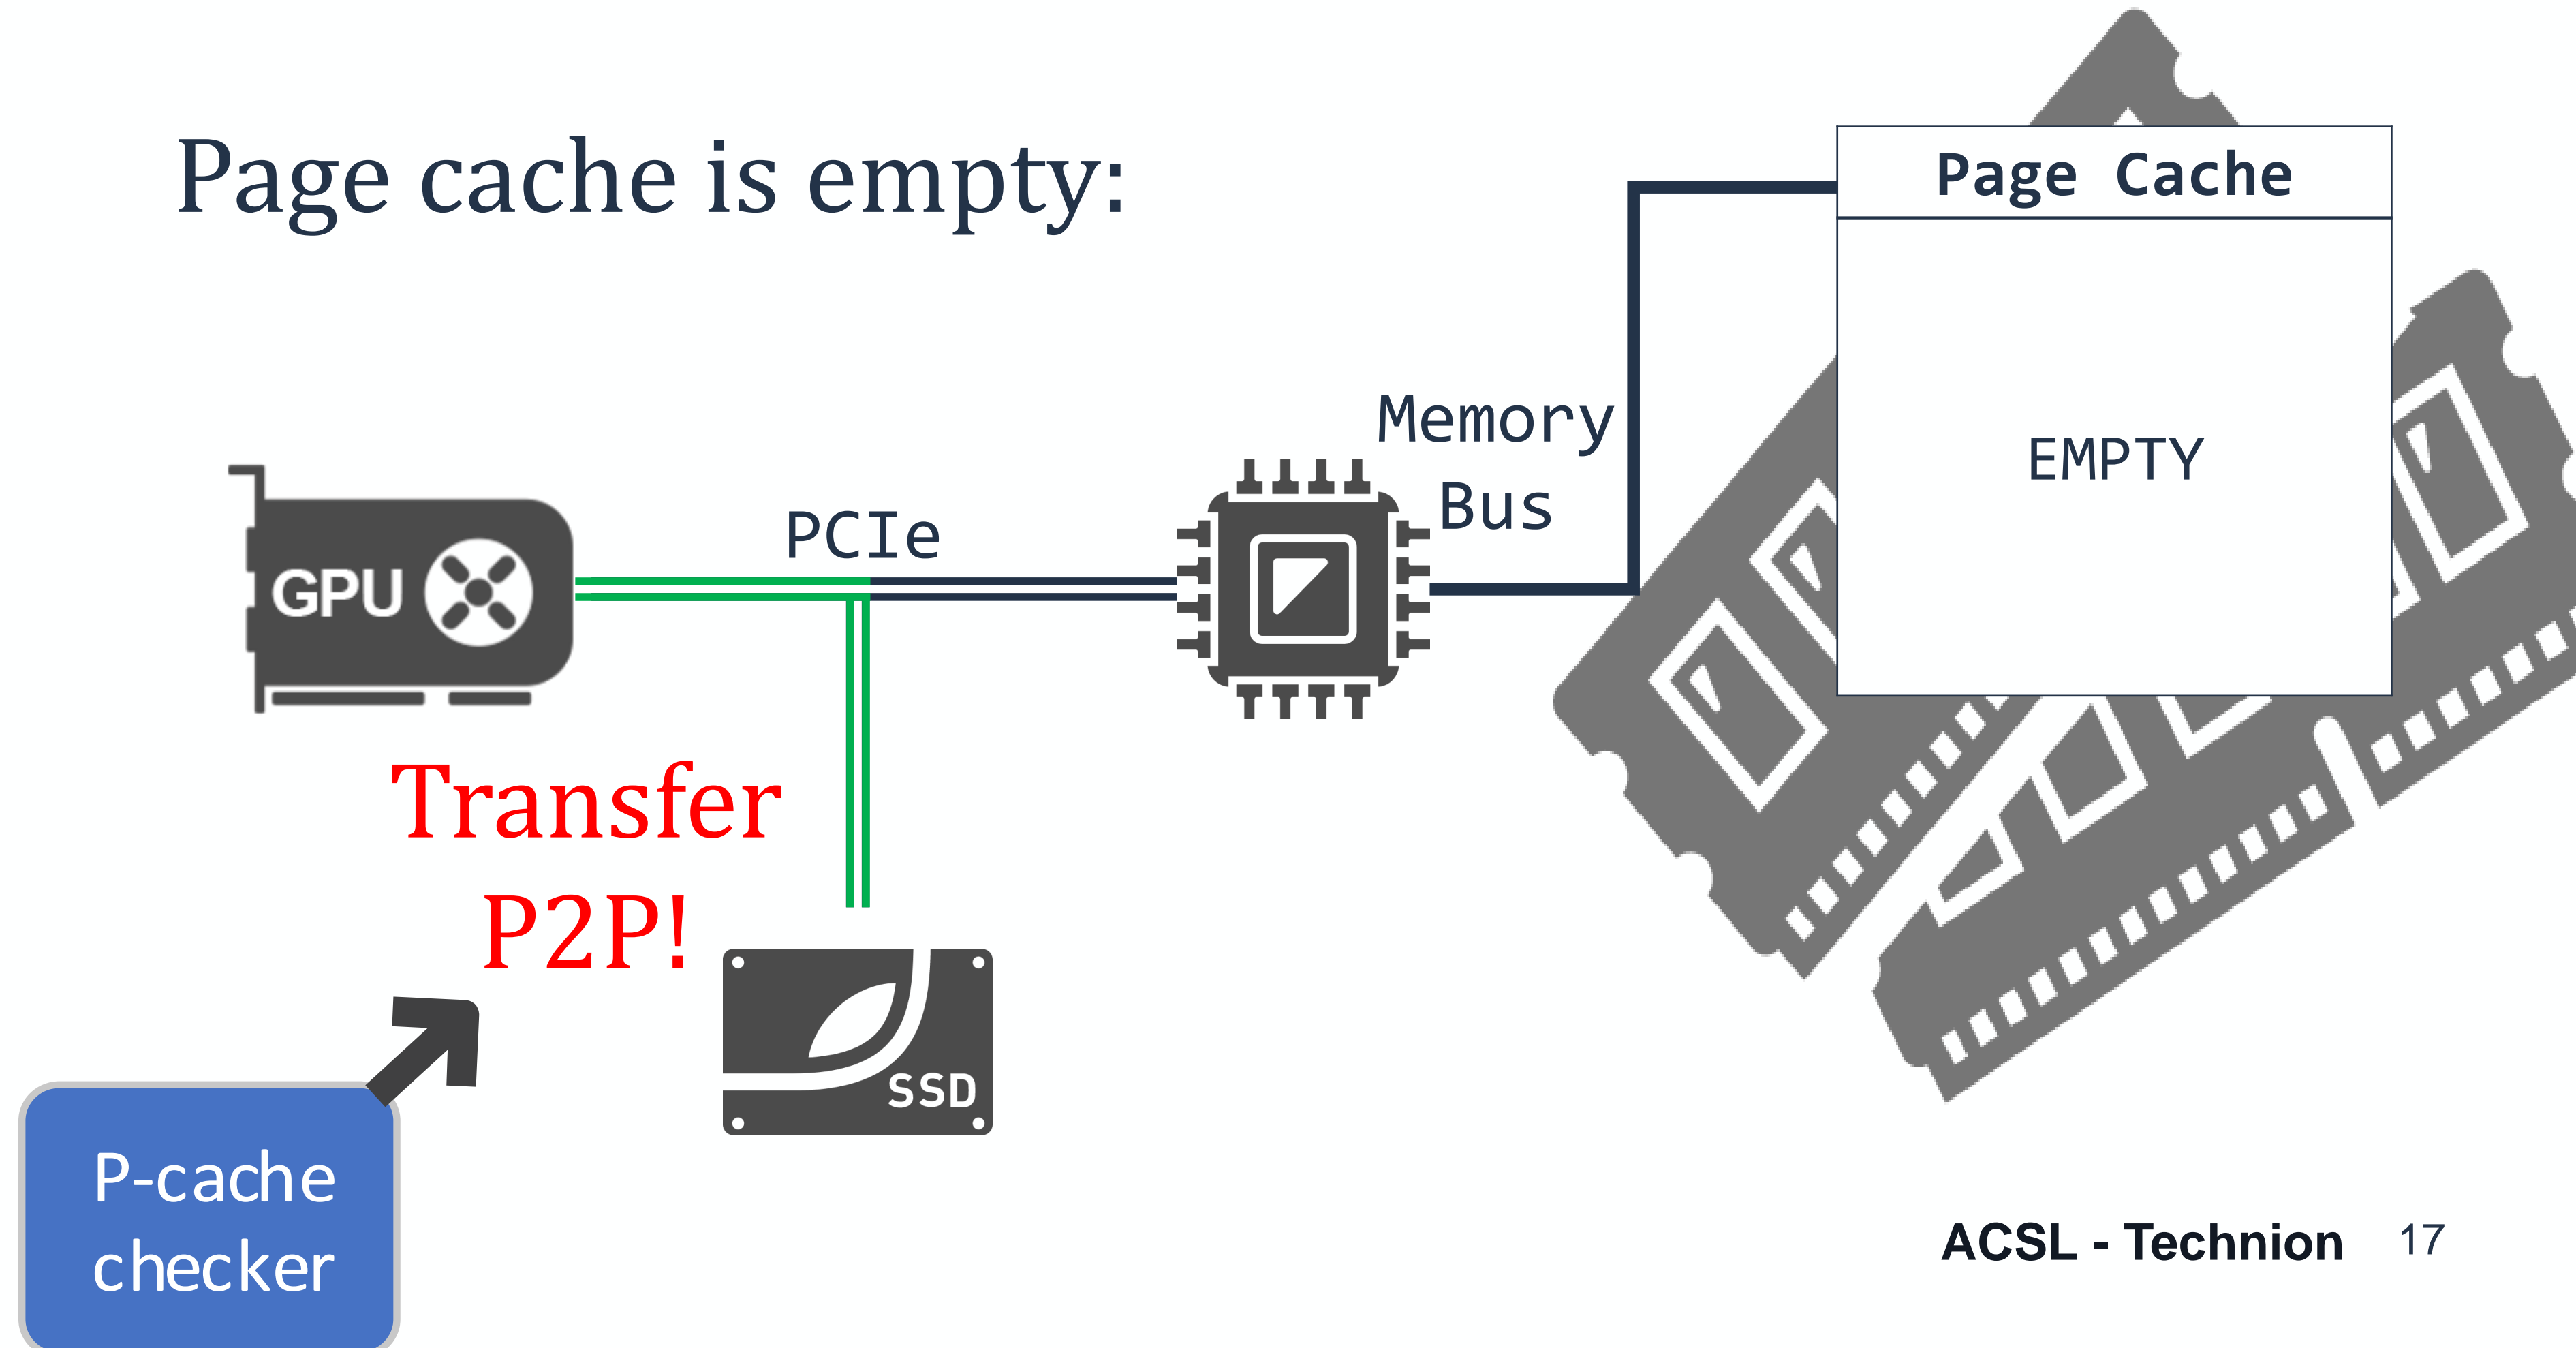 Page cache is empty:
Page Cache
EMPTY
Memory
Bus
PCIe
GPU
Transfer
P2P!
SSD
P-cache
checker
ACSL - Technion 17